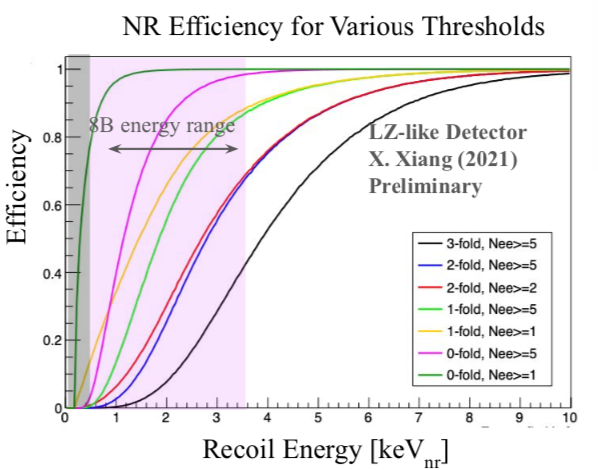 NR Efficiency for Various Thresholds
1
8B energy range
LZ-like Detector
X. Xiang (2021)
Preliminary
0.8
Efficiency
0.6
3-fold, Nee>=5
2-fold, Nee>=5
2-fold, Nee>=2
1-fold, Nee>=5
1-fold, Nee>=1
0-fold, Nee>=5
0-fold, Nee>=1
0.4
0.2
0
0 1 2 3 4 5 6 7 8 9 10
Recoil Energy [keVnr]